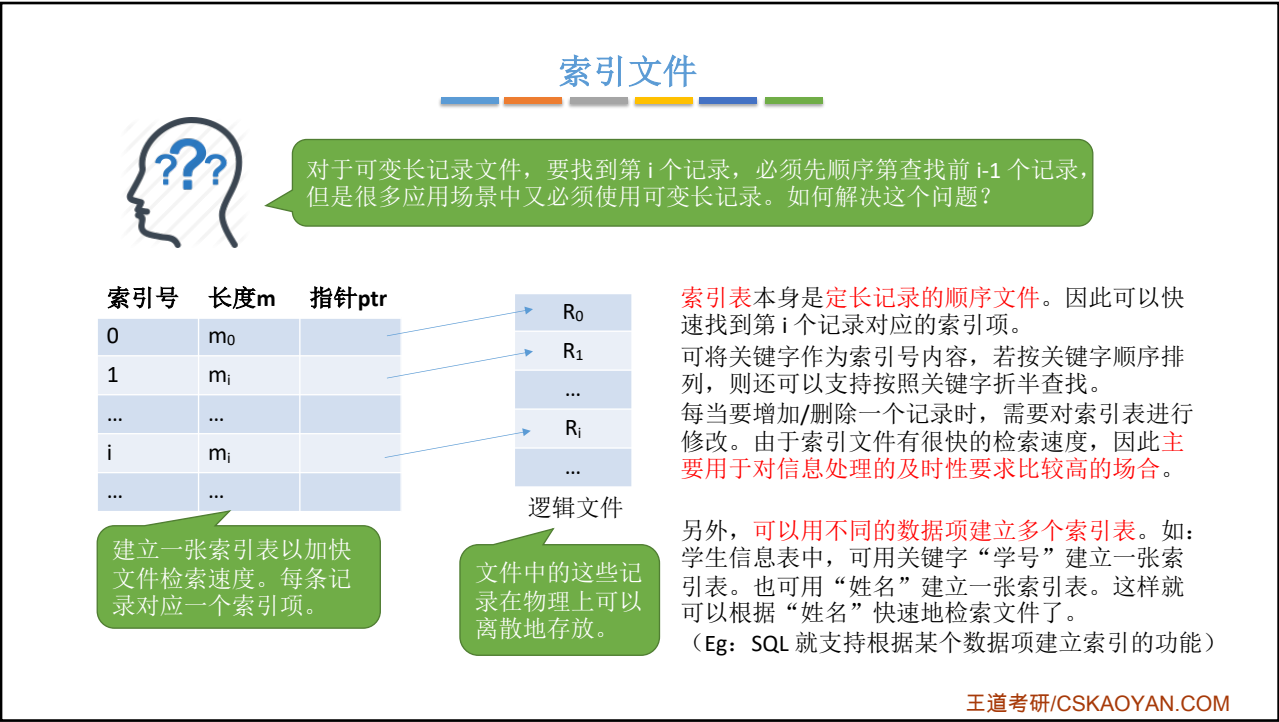 索引文件
???
对于可变长记录文件，要找到第 i 个记录，必须先顺序第查找前 i-1 个记录，
但是很多应用场景中又必须使用可变长记录。如何解决这个问题？
索引号 长度m 指针ptr
0 m0
1 mi
... ...
i mi
... ...
R0
R1
...
Ri
...
逻辑文件
建立一张索引表以加快
文件检索速度。每条记
录对应一个索引项。
文件中的这些记
录在物理上可以
离散地存放。
索引表本身是定长记录的顺序文件。因此可以快
速找到第 i 个记录对应的索引项。
可将关键字作为索引号内容，若按关键字顺序排
列，则还可以支持按照关键字折半查找。
每当要增加/删除一个记录时，需要对索引表进行
修改。由于索引文件有很快的检索速度，因此主
要用于对信息处理的及时性要求比较高的场合。
另外，可以用不同的数据项建立多个索引表。如：
学生信息表中，可用关键字“学号”建立一张索
引表。也可用“姓名”建立一张索引表。这样就
可以根据“姓名”快速地检索文件了。
（Eg：SQL 就支持根据某个数据项建立索引的功能）
王道考研/CSKAOYAN.COM